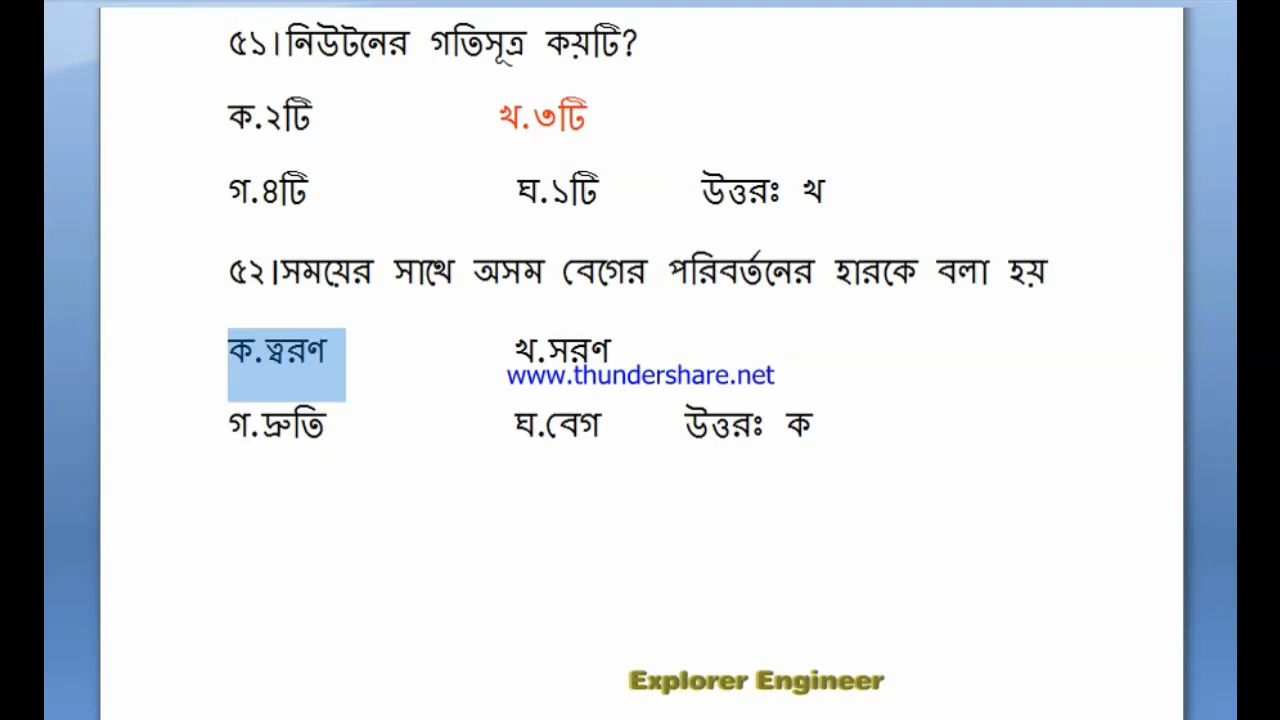 ৫১। নিউটনের গতিসূত্র কয়টি?
ক.২টি খ.৩টি
গ.৪টি ঘ.১টি উত্তরঃ খ
৫২।সময়ের সাথে অসম বেগের পরিবর্তনের হারকে বলা হয়
ক.ত্বরণ খ.সরণ
www.thundershare.net
গ.দ্রুতি ঘ.বেগ উত্তরঃ ক
Explorer Engineer